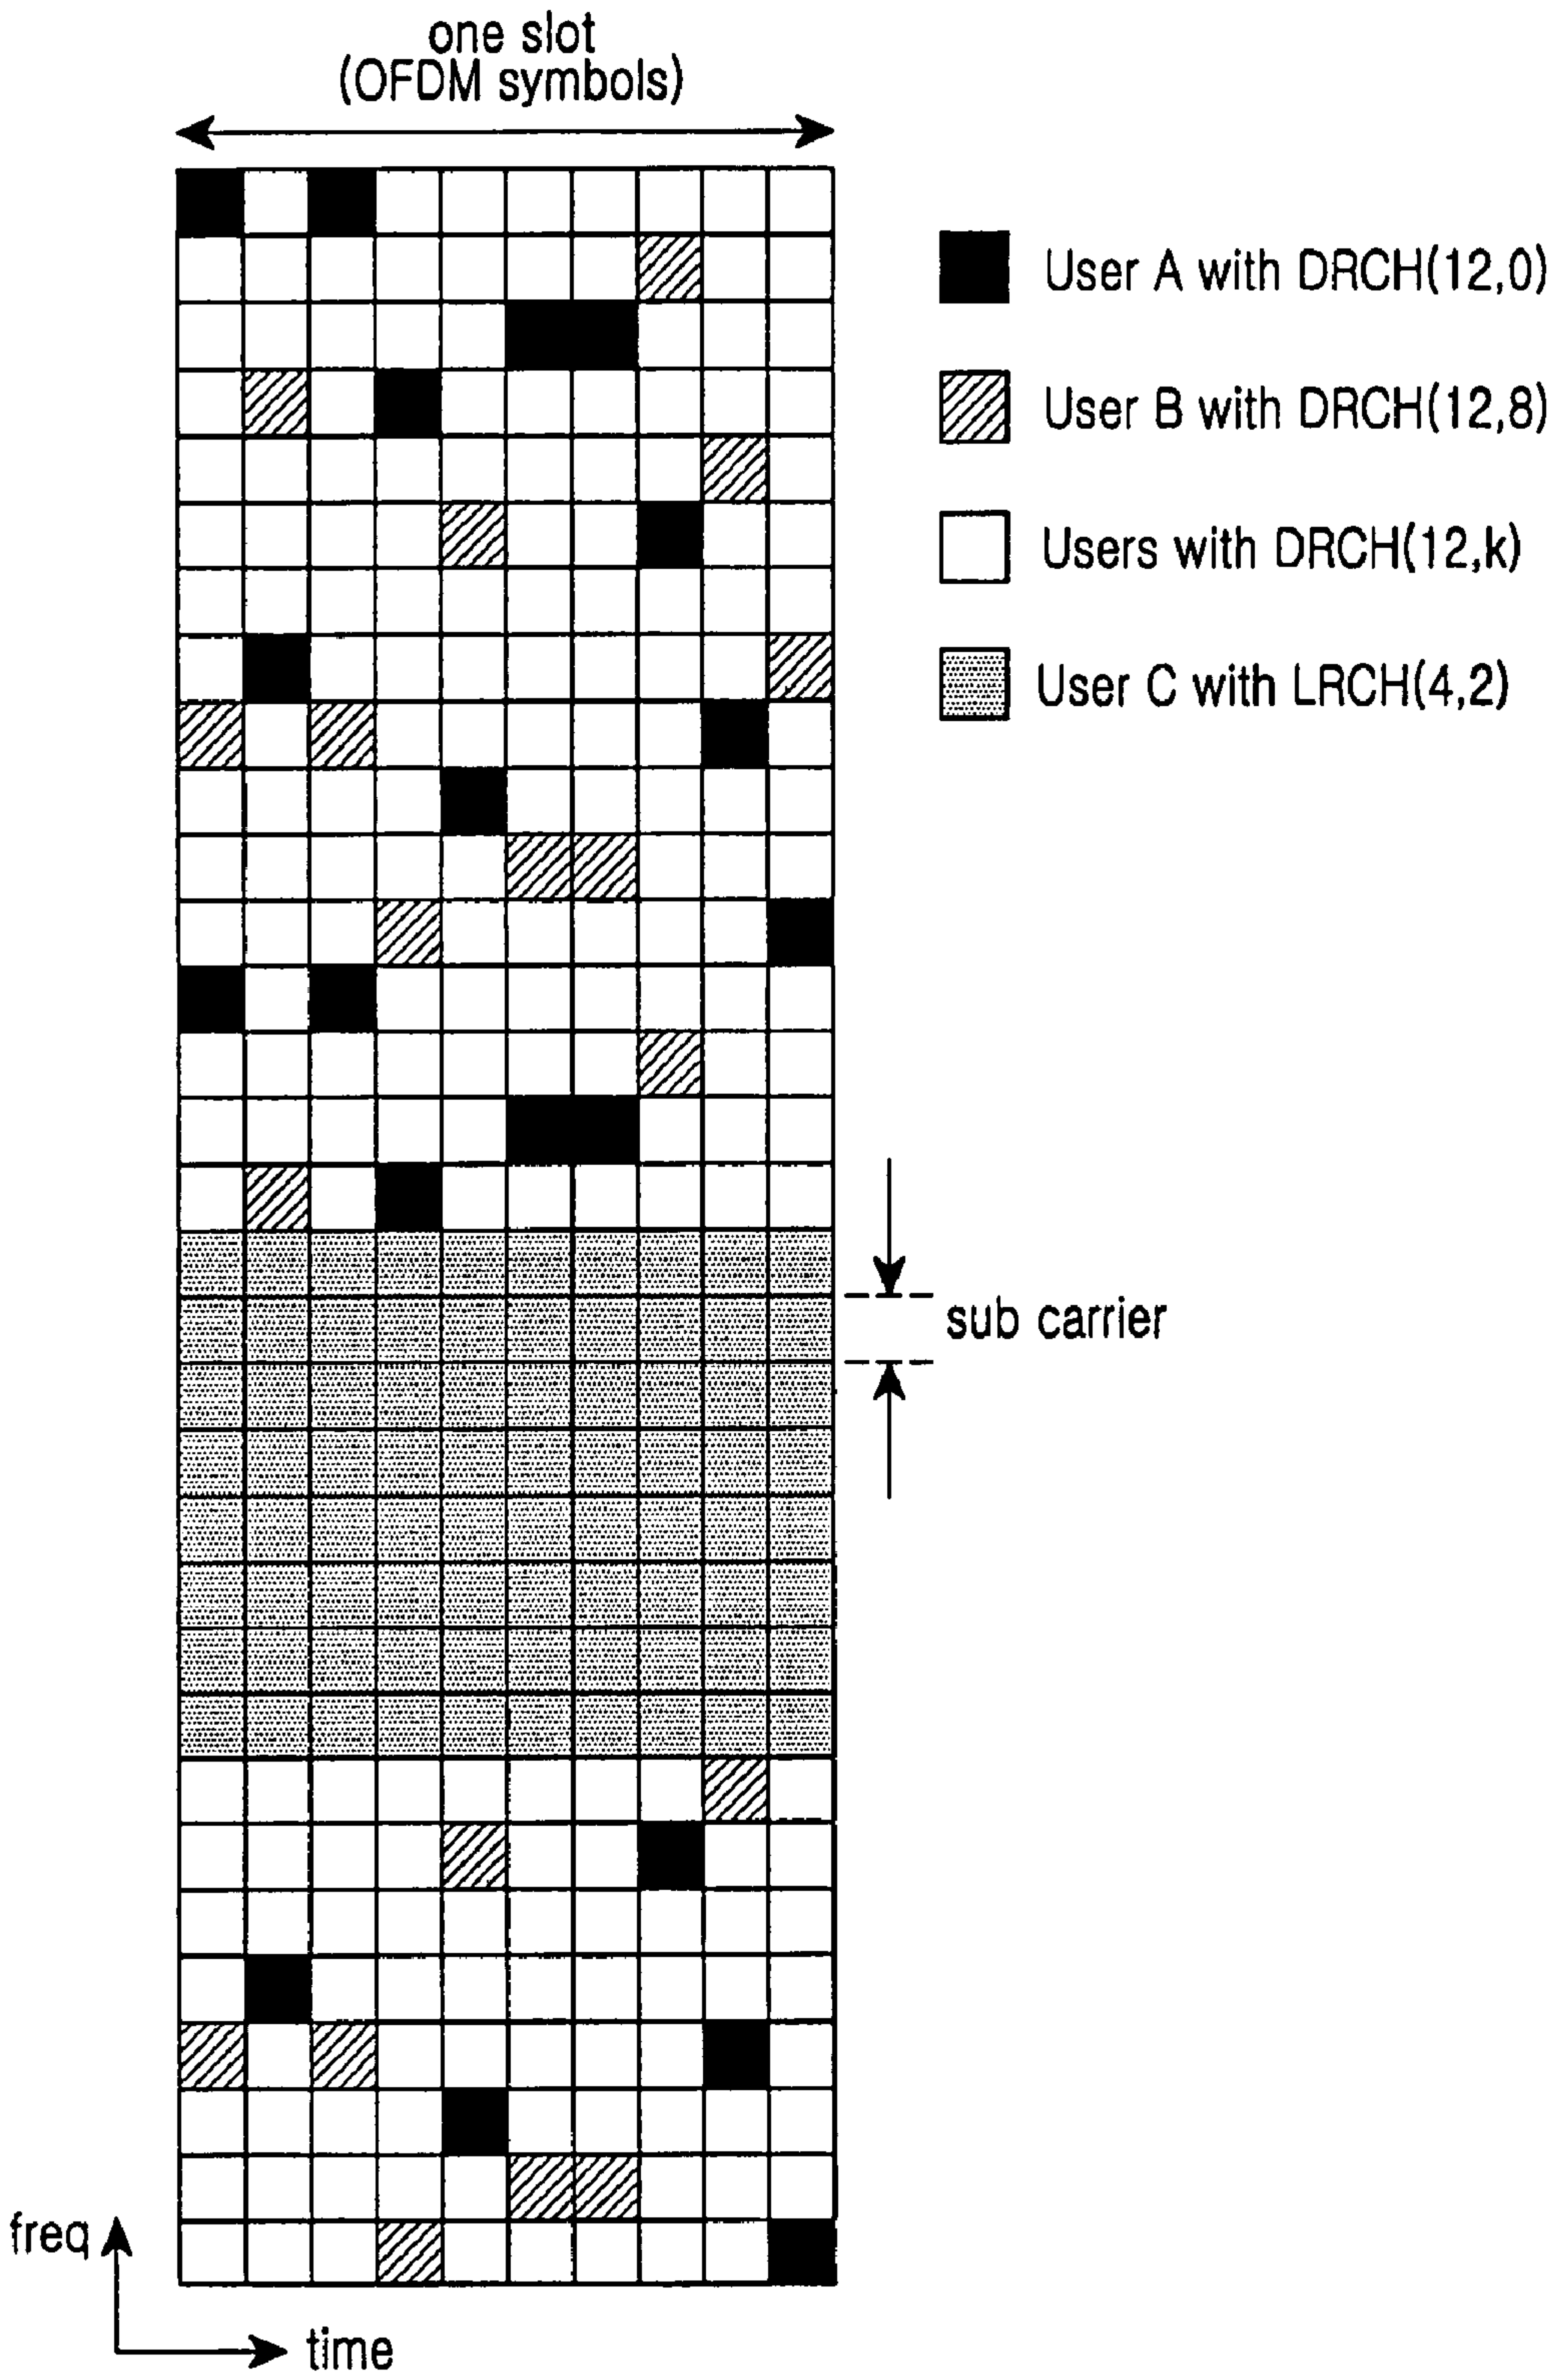 one slot
(OFDM symbols)
User A with DRCH(12,0)
User B with DRCH(12,8)
Users with DRCH(12,k)
User C with LRCH(4,2)
sub carrier
freq
time